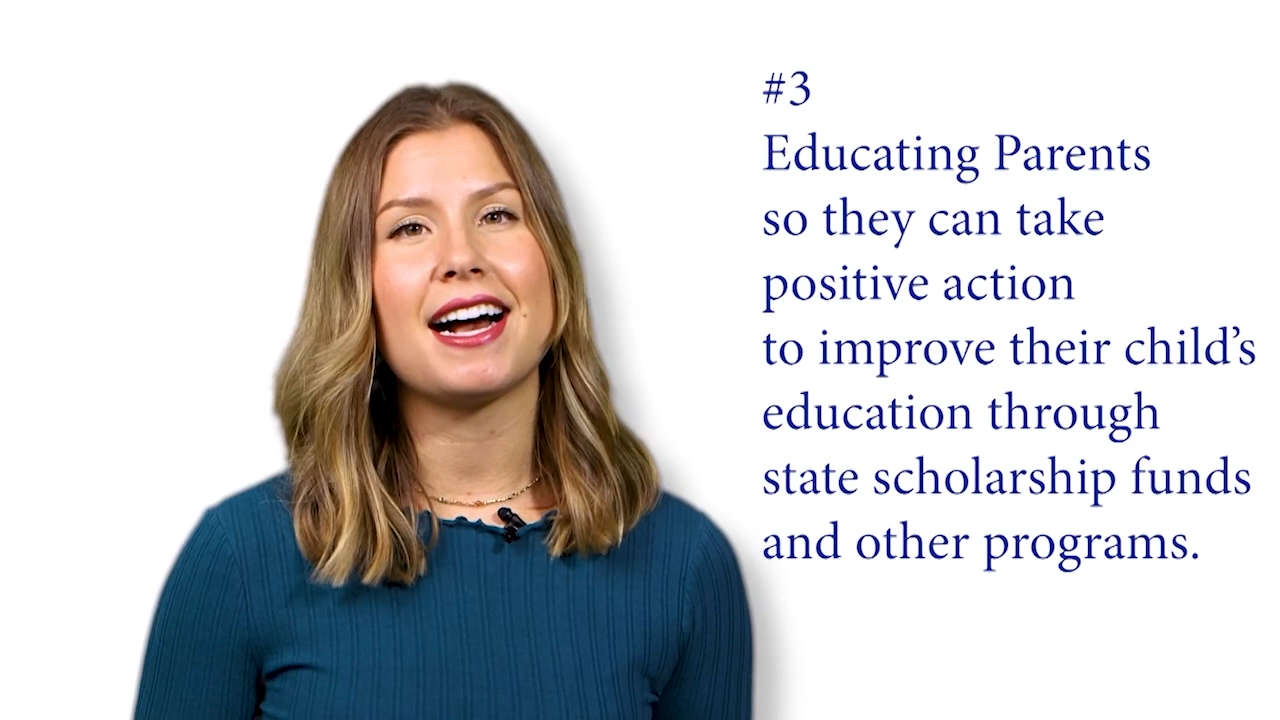 #3
Educating Parents
so they can take
positive action
to improve their child’s
education through
state scholarship funds
and other programs.